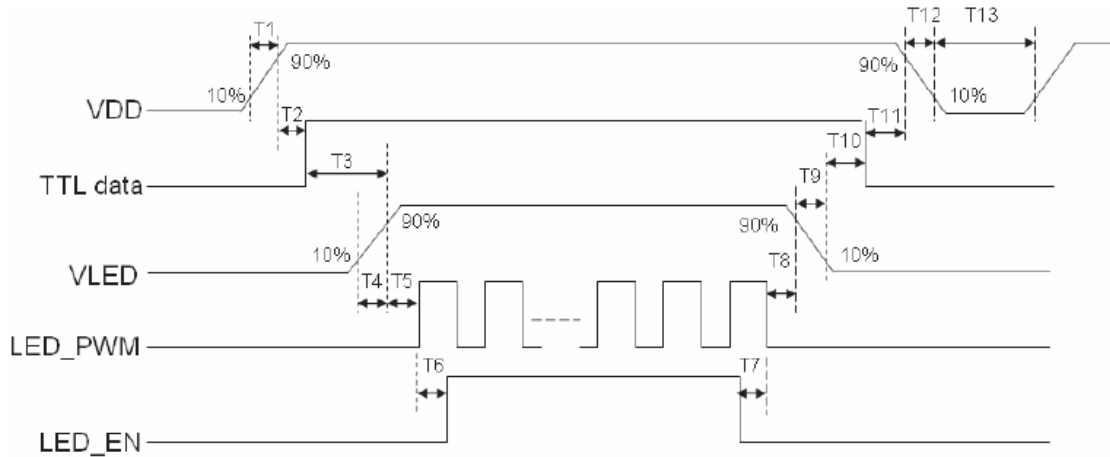 T1
T12
T13
90%
90%
10%
10%
VDD
T2
T11
T10
T3
TTL data
T9
90%
90%
10%
10%
VLED
T4
T5
T8
LED_PWM
T6
T7
LED_EN